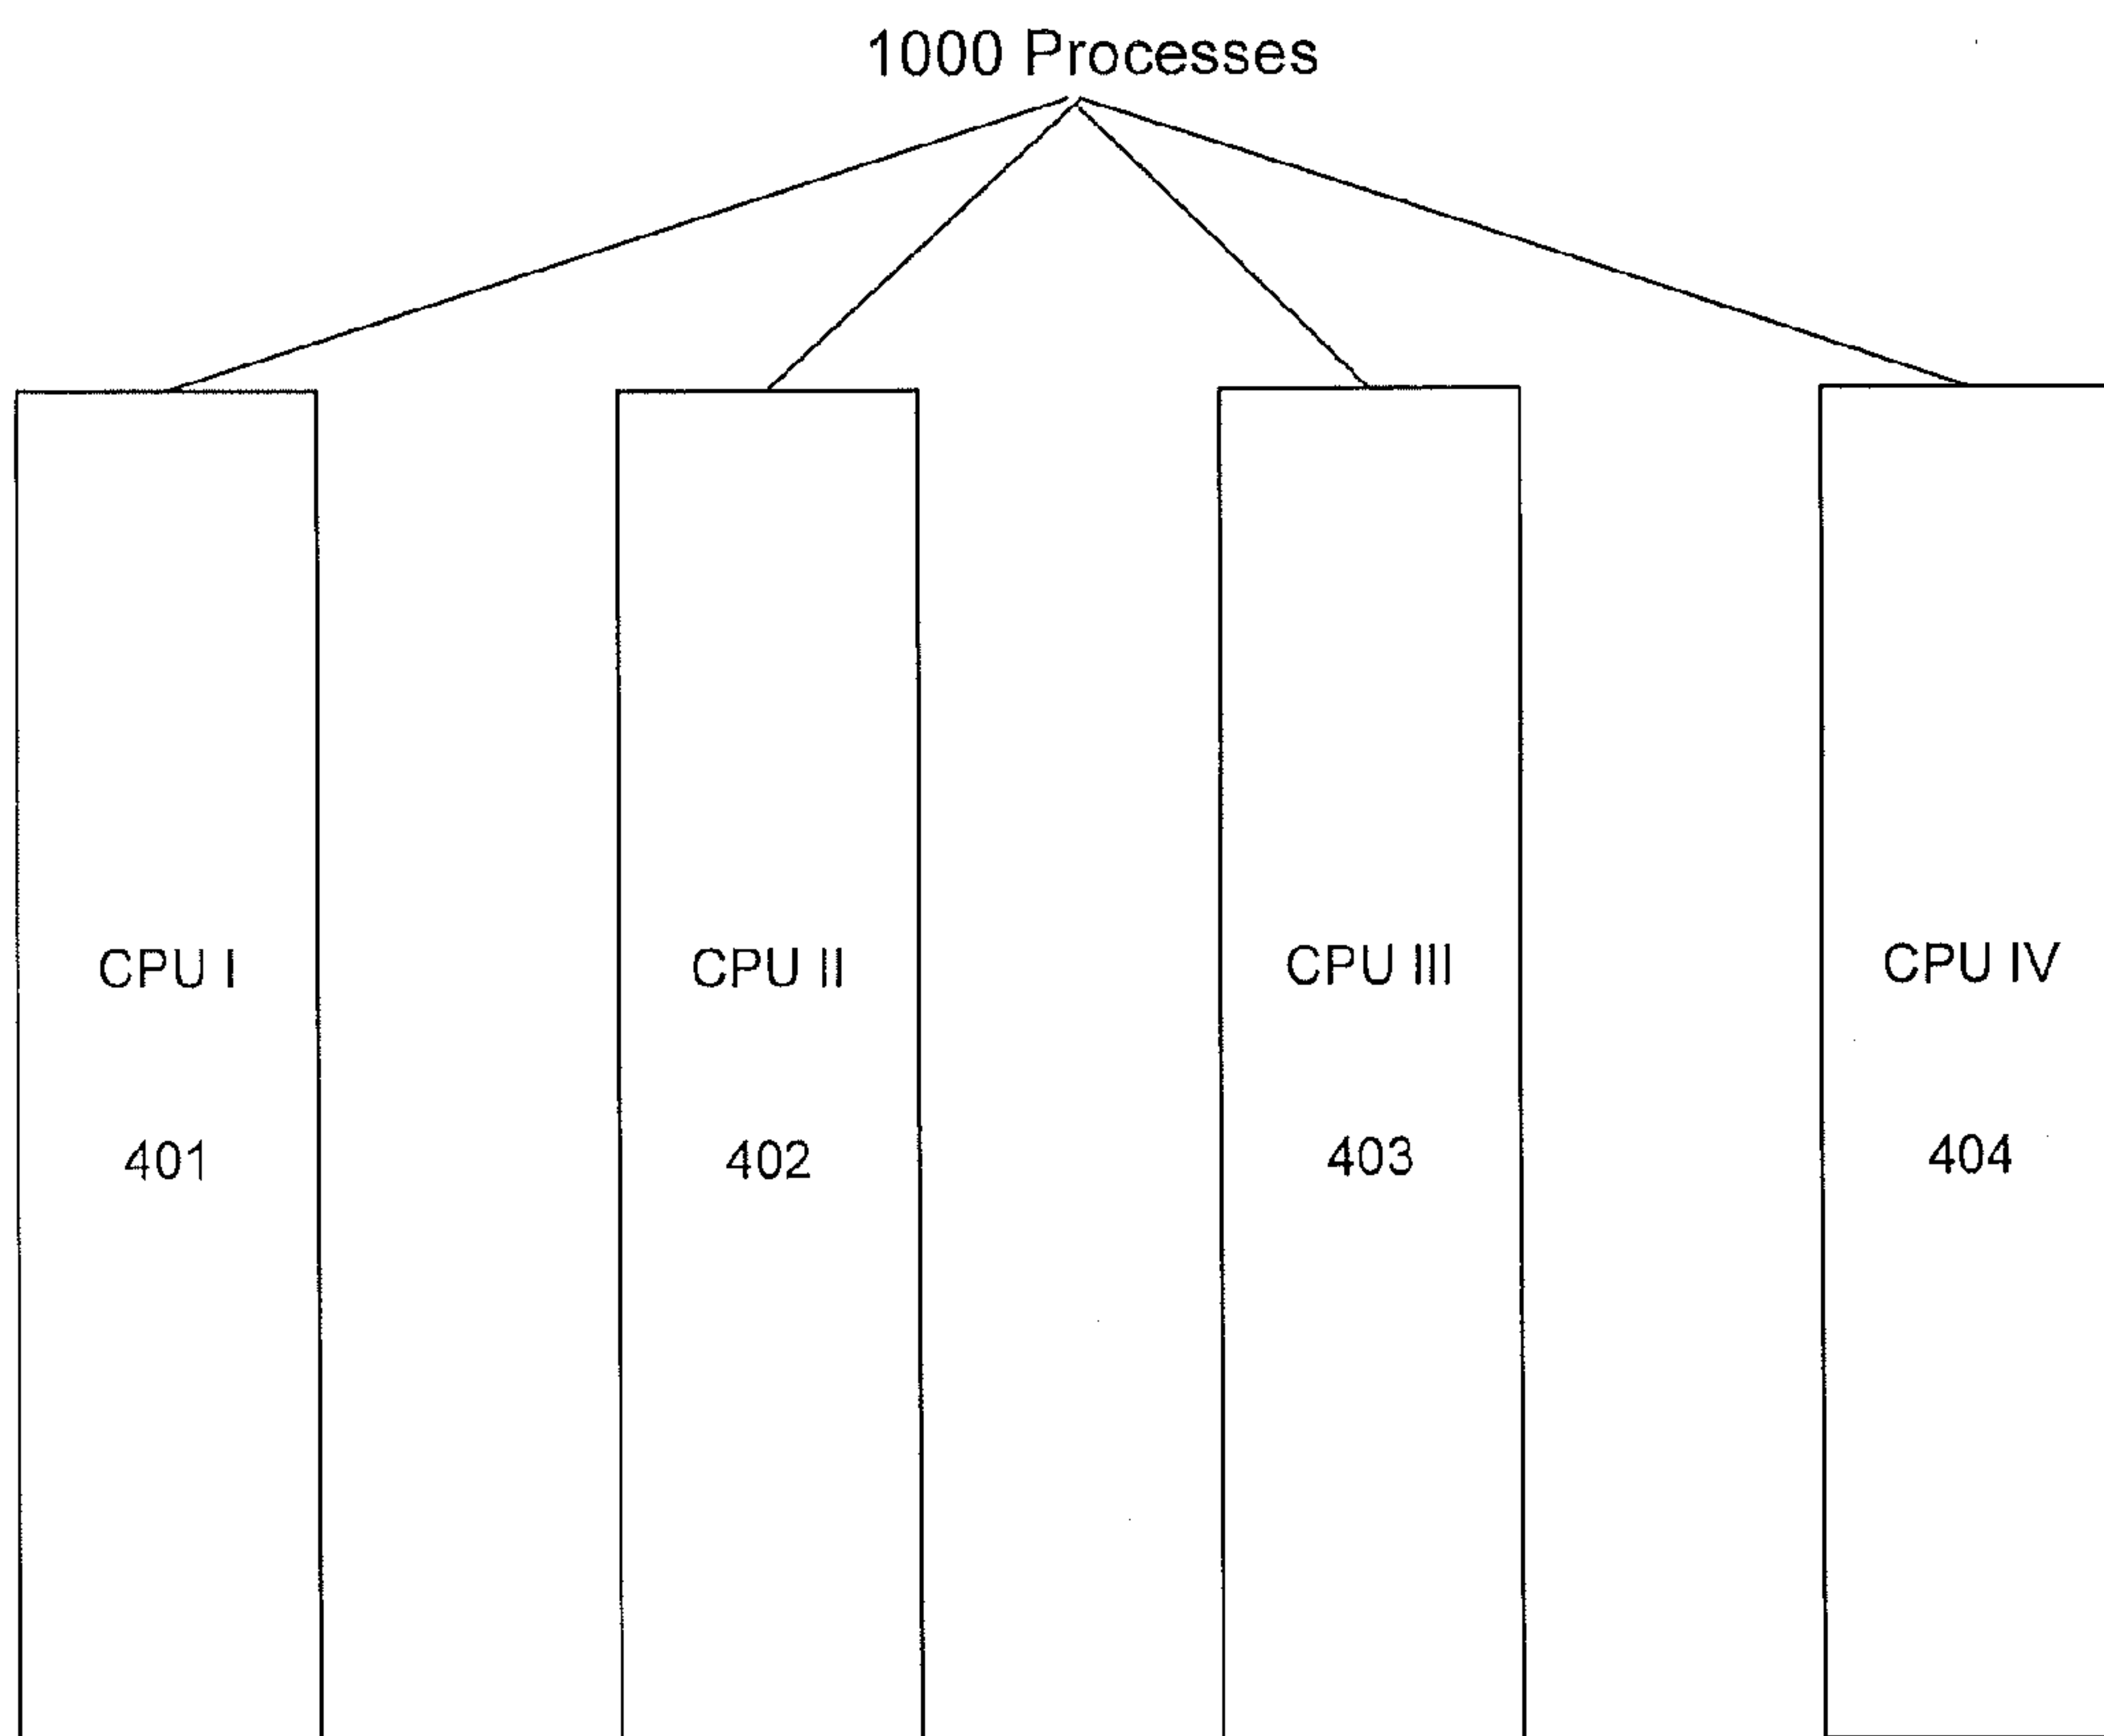 1000 Processes
CPU I
CPU II
CPU III
CPU IV
401
402
403
404